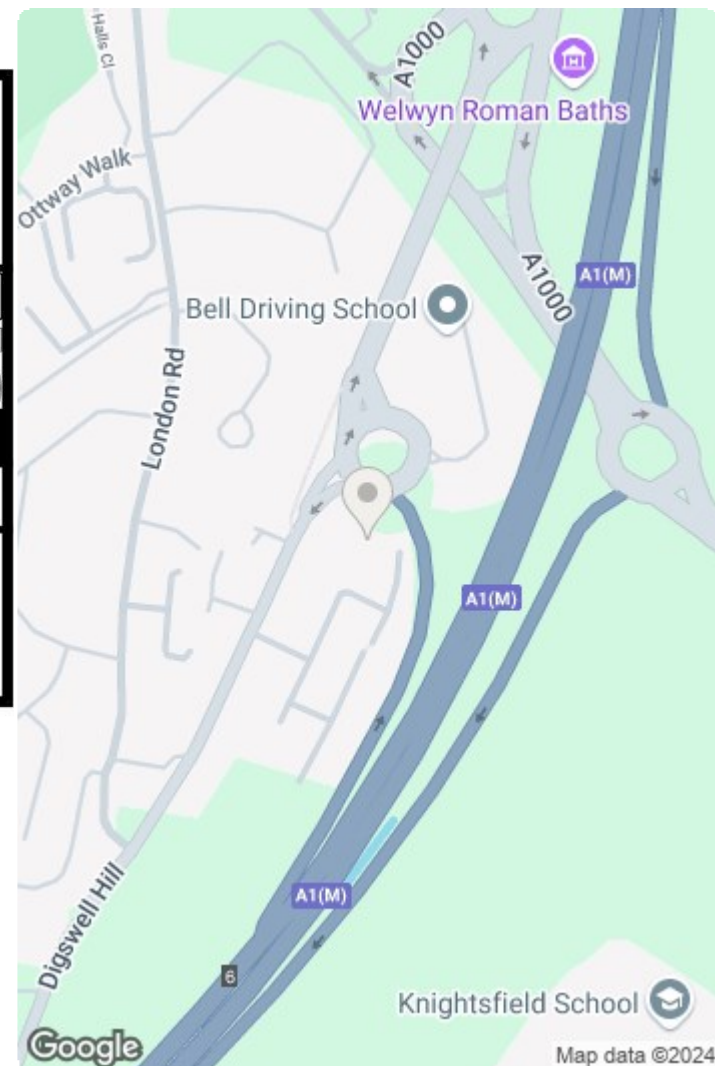 Halls Cl
A1000
Welwyn Roman Baths
Ottway Walk
A1000
A1(M)
Bell Driving School
London Rd
A1(M)
Digswell Hill
A1(M)
6
Knightsfield School
Google
Map data ©2024